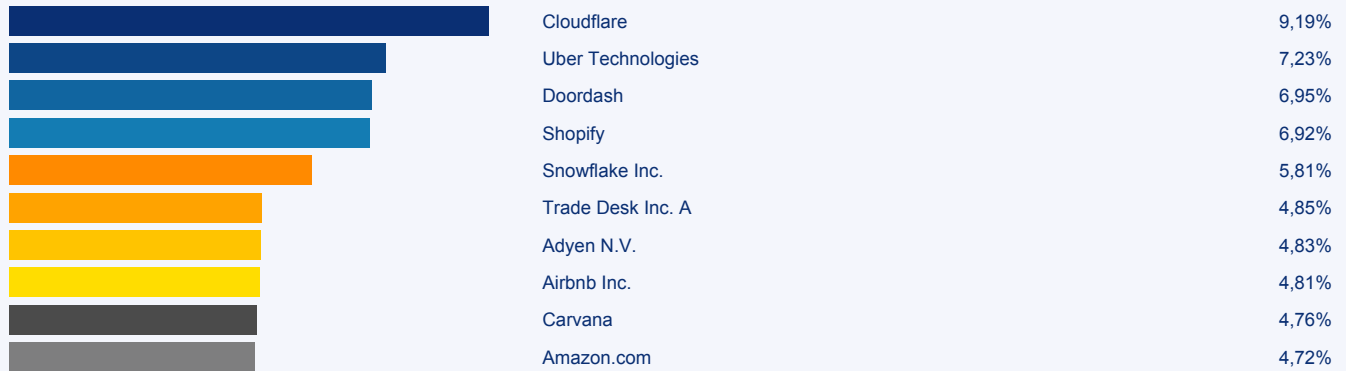 Cloudflare 9,19%
Uber Technologies 7,23%
Doordash 6,95%
Shopify 6,92%
Snowflake Inc. 5,81%
Trade Desk Inc. A 4,85%
Adyen N.V. 4,83%
Airbnb Inc. 4,81%
Carvana 4,76%
Amazon.com 4,72%